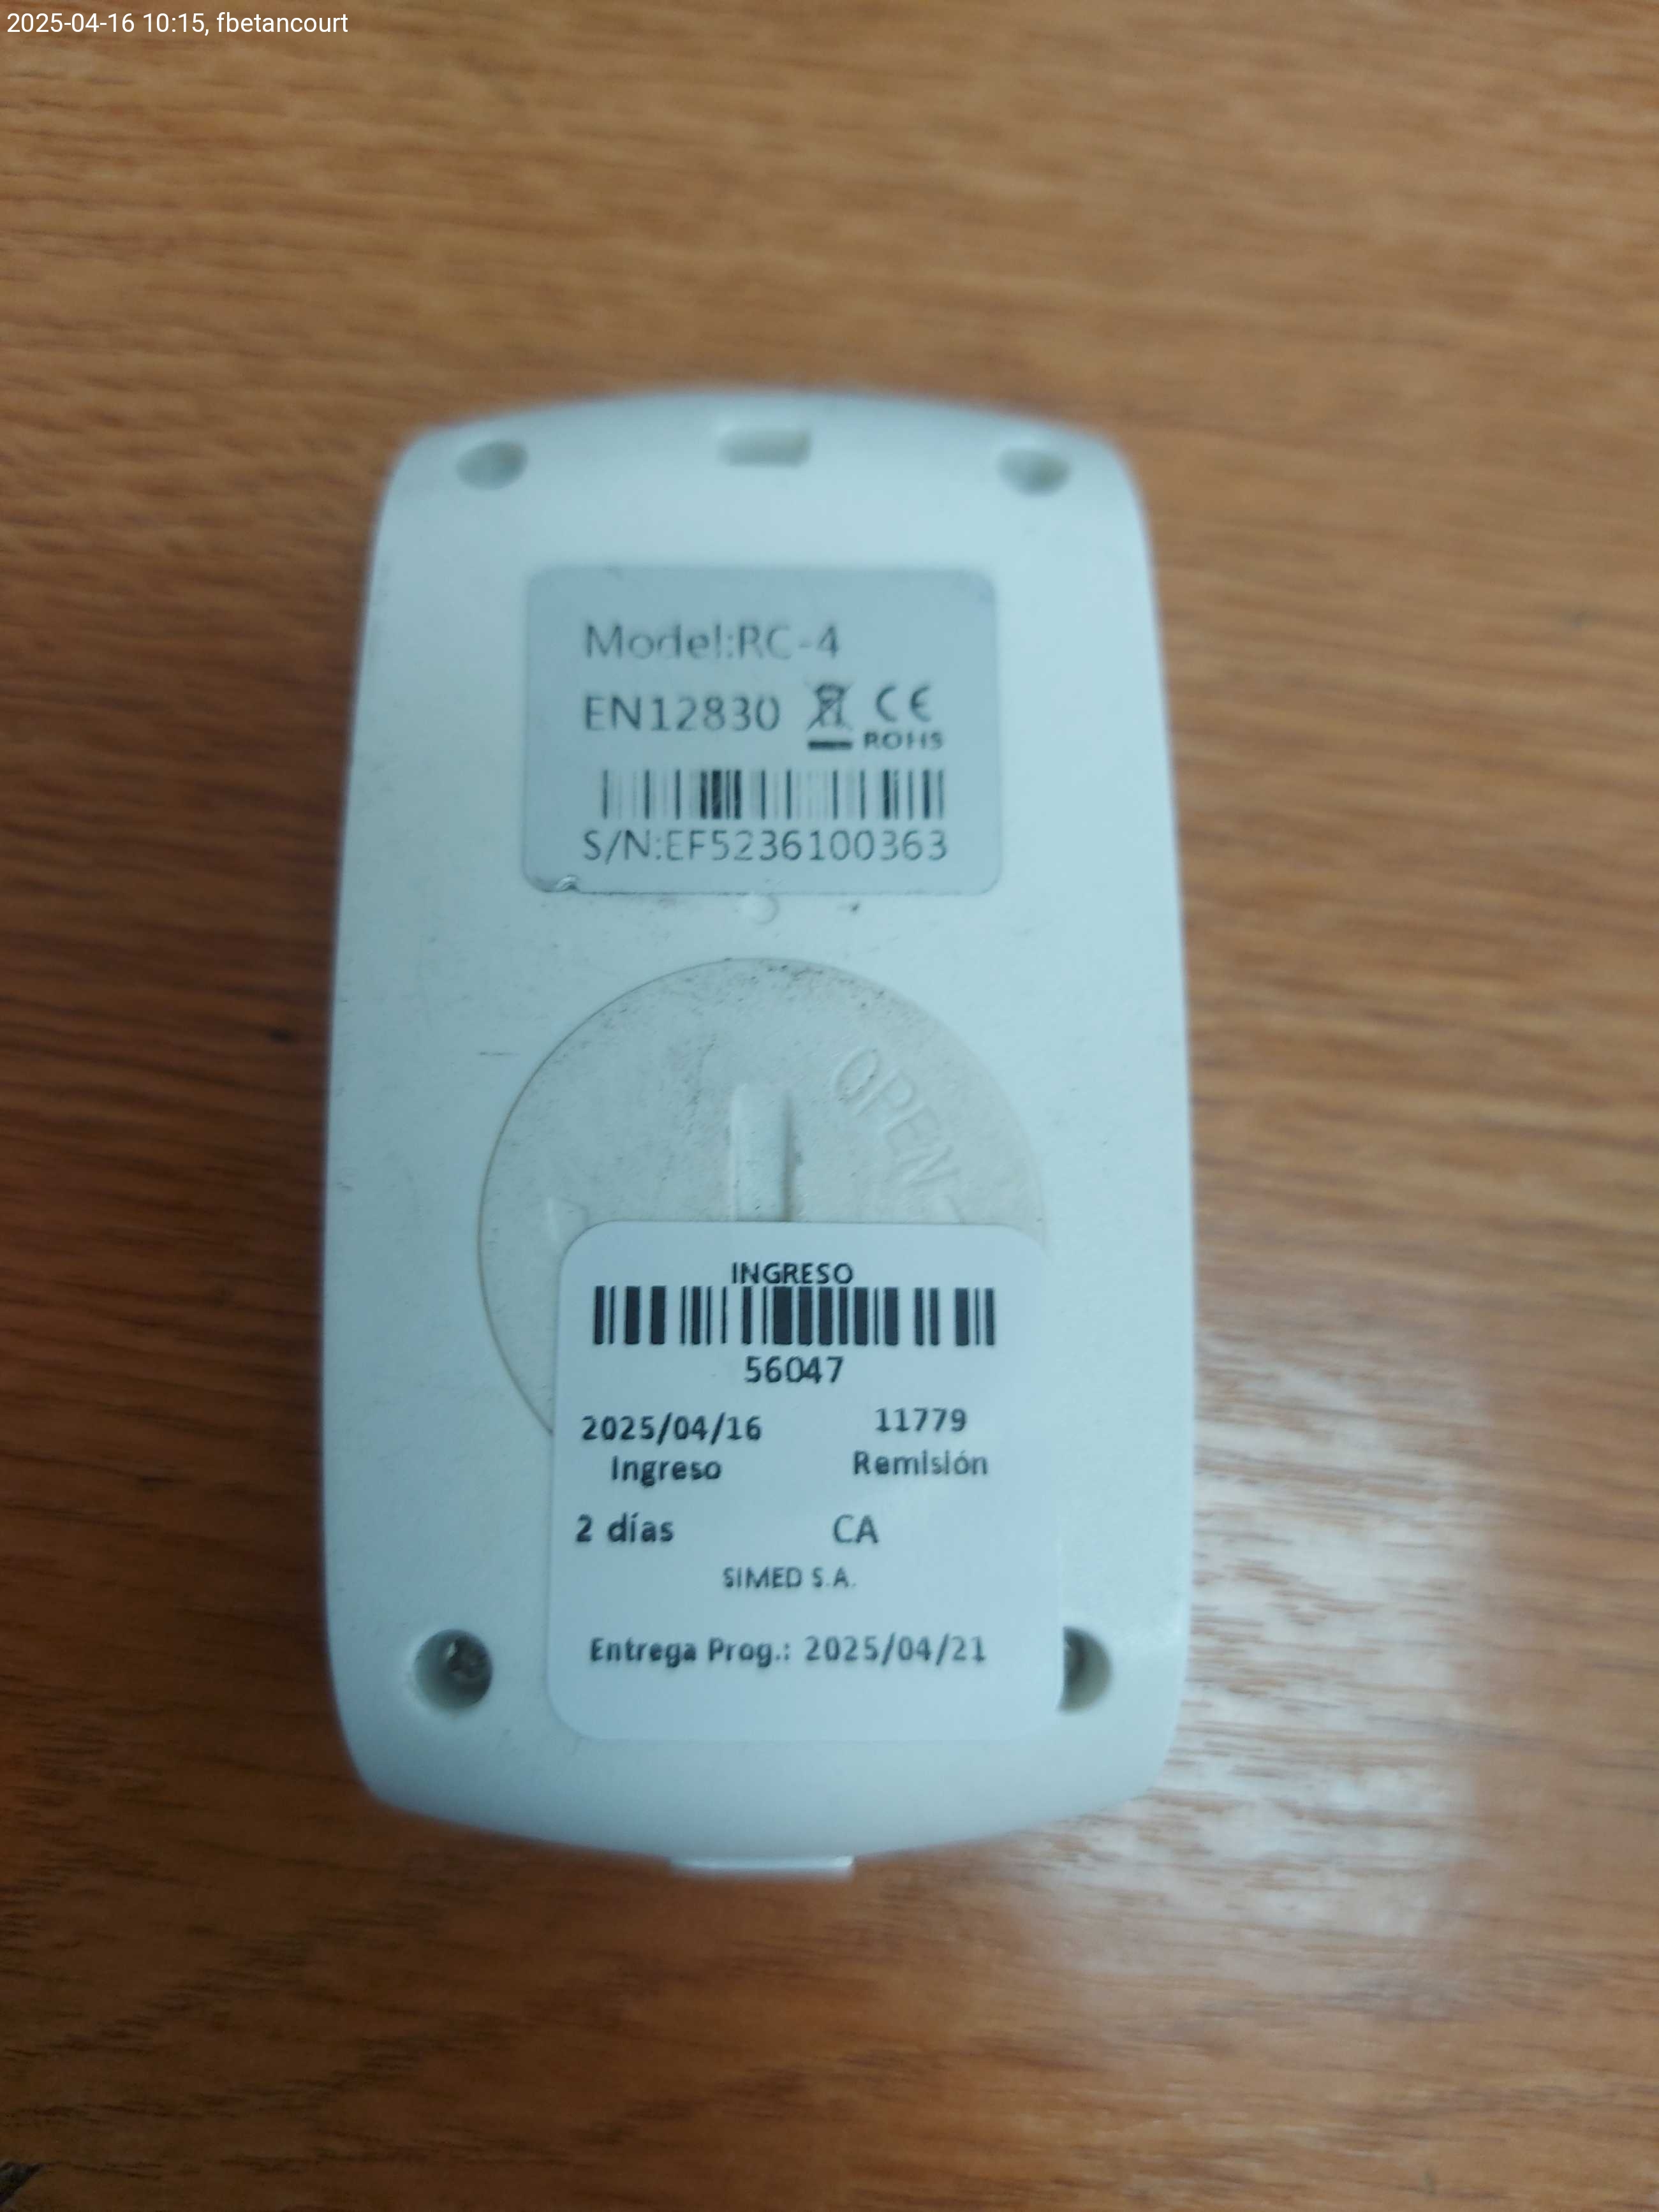 2025-04-16 10:15, fbetancourt
Model:RC-4
EN12830 CE
ROHS
S/N:EF5236100363
OPEN
INGRESO
56047
2025/04/16 11779
Ingreso Remisión
2 días CA
SIMED S.A.
Entrega Prog.: 2025/04/21